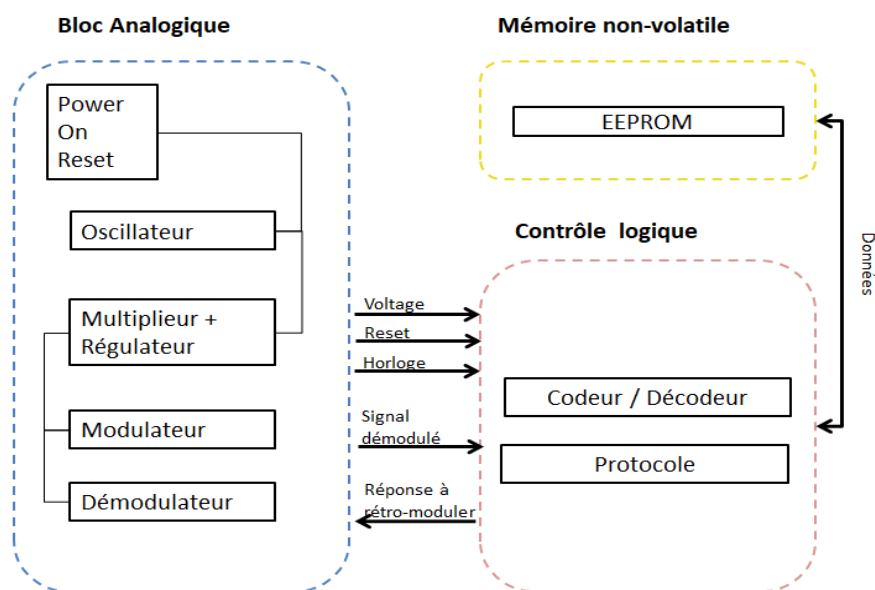 Bloc Analogique
Power
On
Reset
Oscillateur
Multiplieur +
Régulateur
Modulateur
Démodulateur
Voltage
Reset
Horloge
Signal
démodulé
Réponse à
rétro-moduler
Mémoire non-volatile
EEPROM
Contrôle logique
Codeur / Décodeur
Protocole
Données